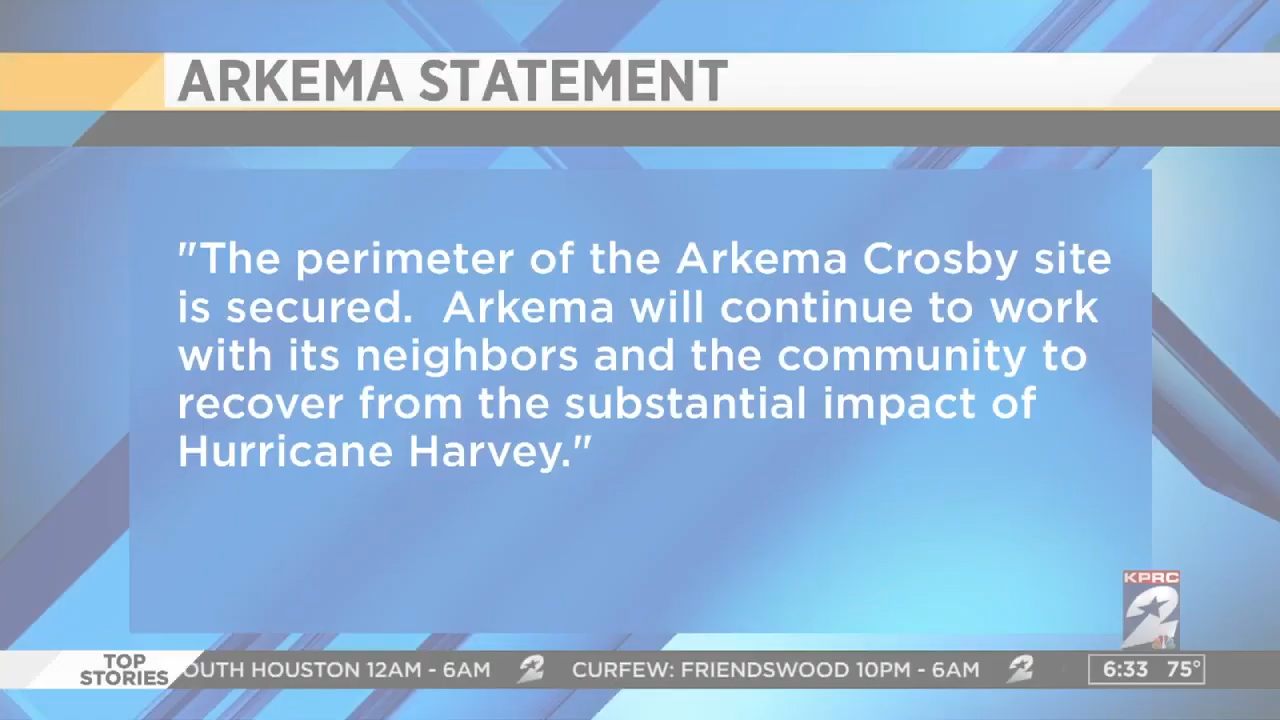 ARKEMA STATEMENT
"The perimeter of the Arkema Crosby site
is secured.  Arkema will continue to work
with its neighbors and the community to
recover from the substantial impact of
Hurricane Harvey."
KPRC
2
TOP
STORIES
OUTH HOUSTON 12AM - 6AM 2 CURFEW: FRIENDSWOOD 10PM - 6AM 2
6:33 75°